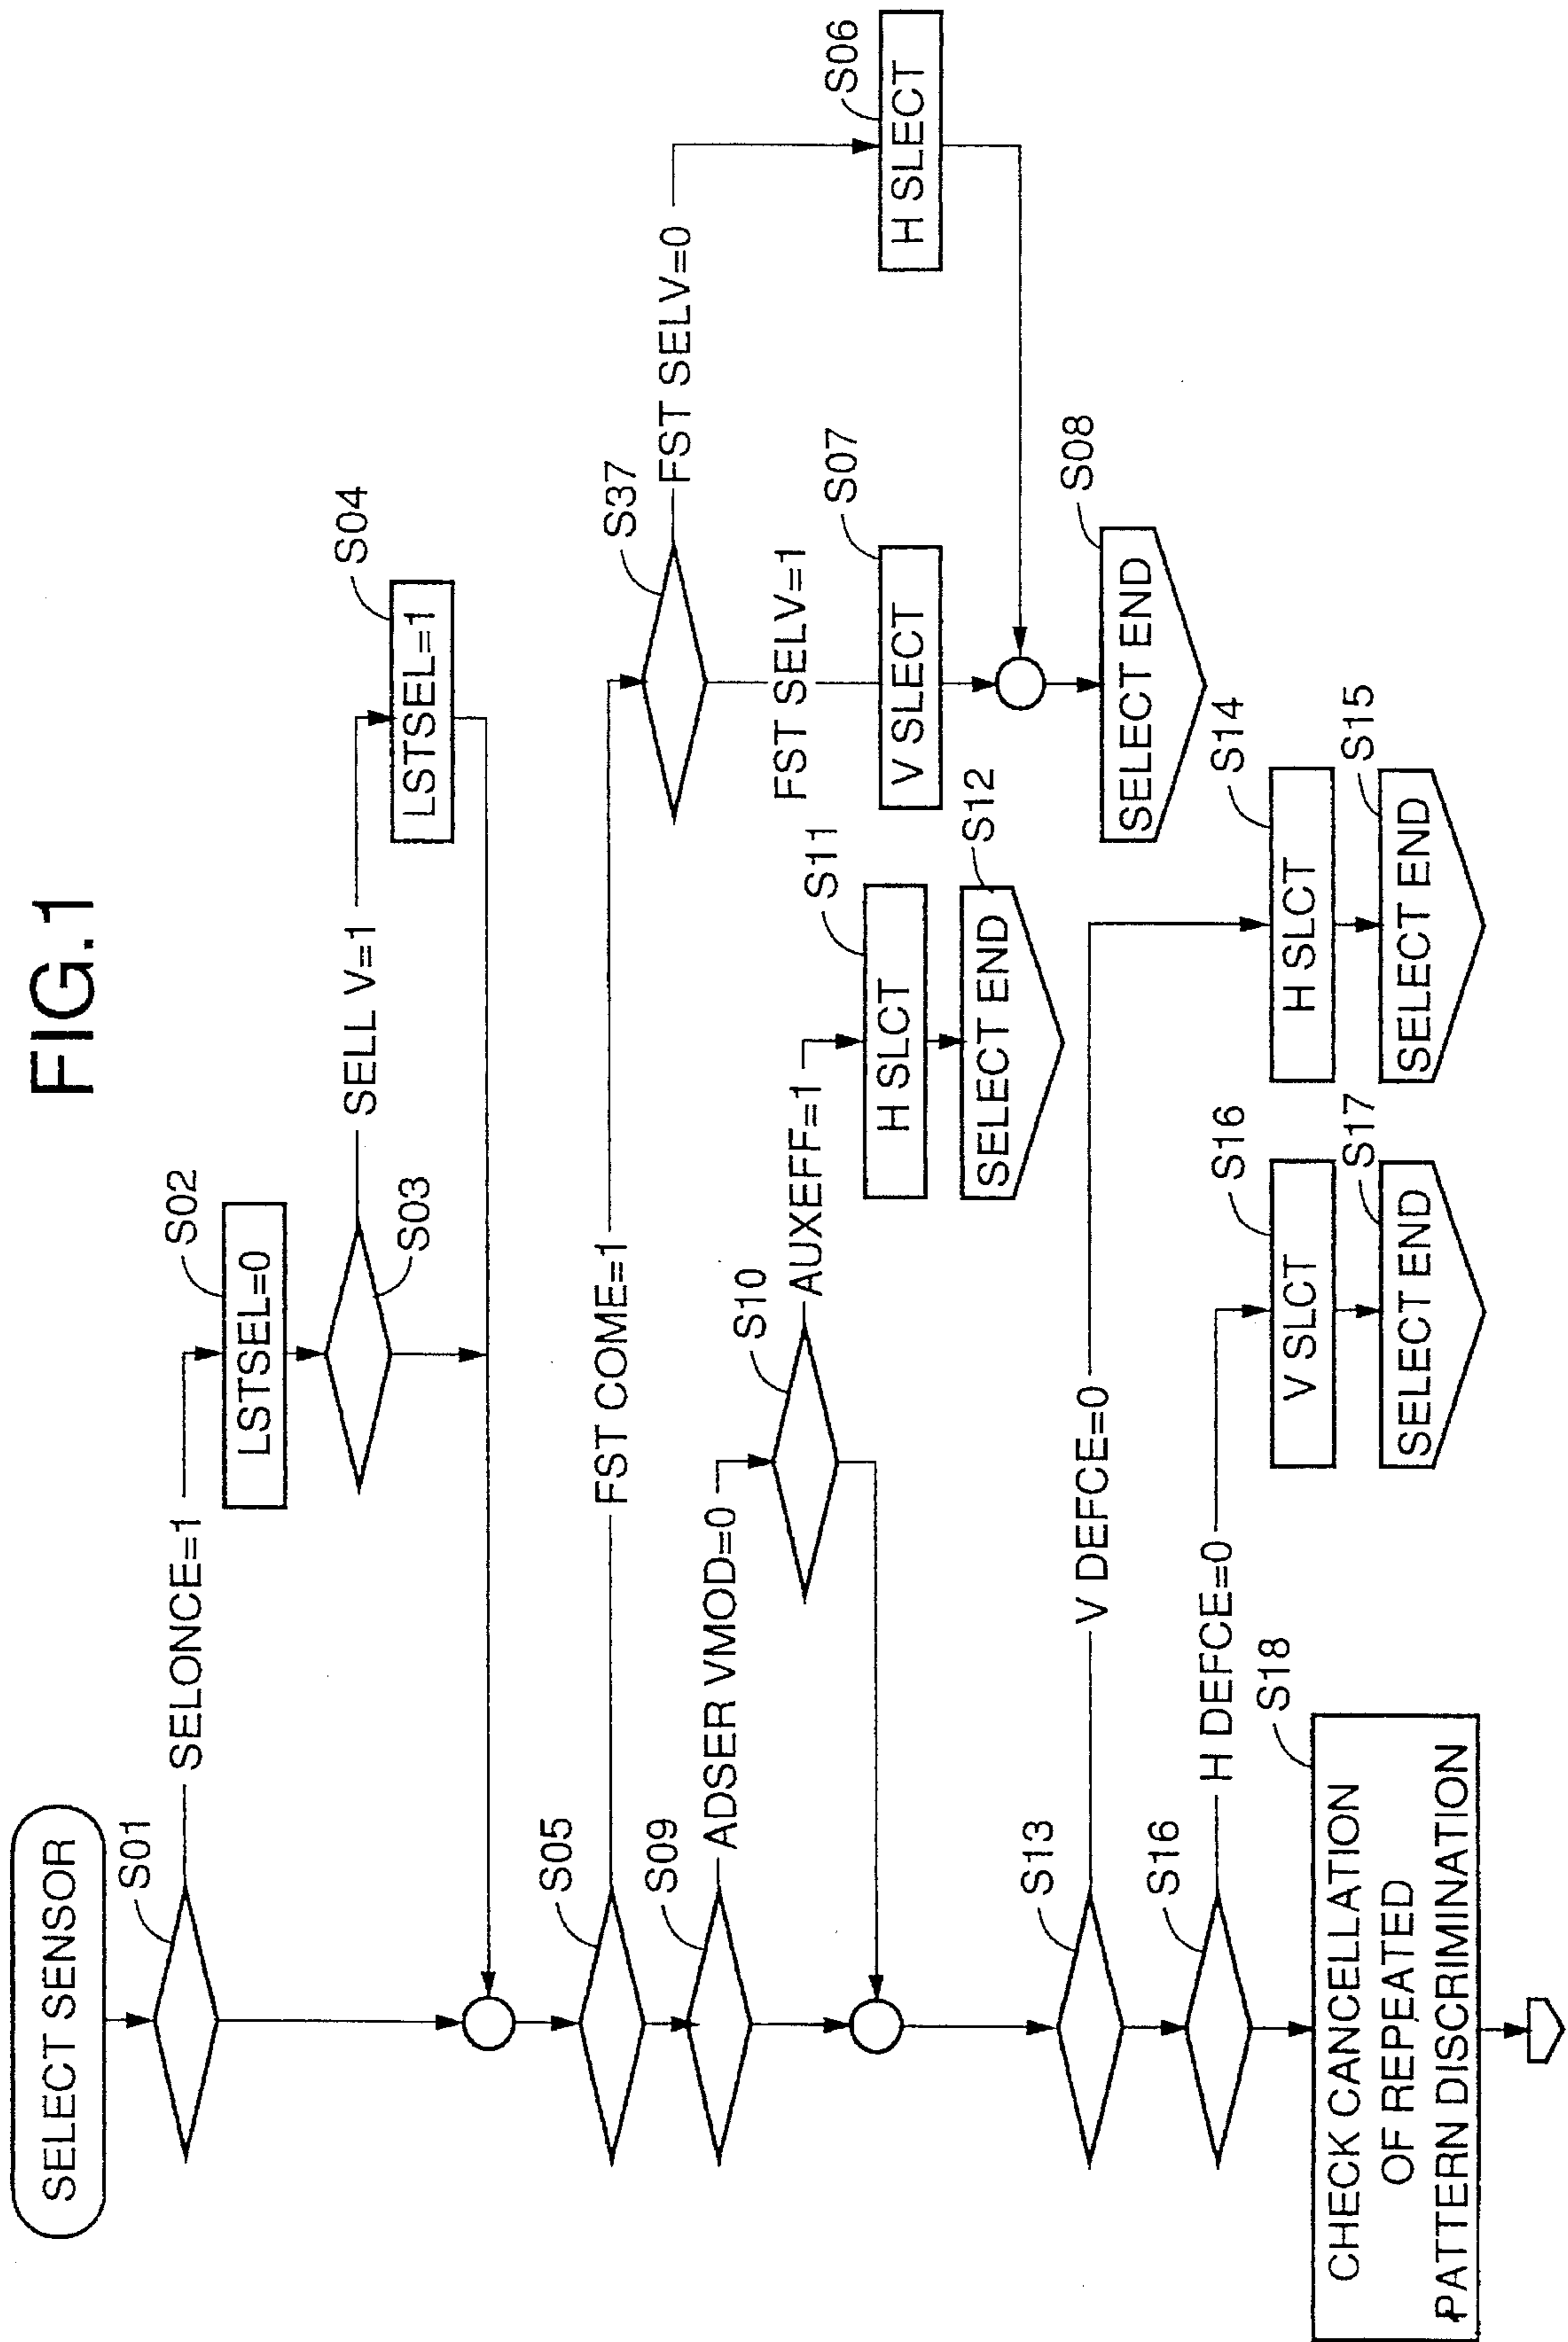 FIG.1
SELECT SENSOR
S01
SELONCE=1
S02
LSTSEL=0
S03
SELL V=1
S04
LSTSEL=1
S05
FST COME=1
S37
FST SELV=0
FST SELV=1
S06
H SLECT
S07
V SLECT
S08
SELECT END
S09
ADSER VMOD=0
S10
AUXEFF=1
S11
H SLCT
S12
SELECT END
S13
V DEFCE=0
S14
H SLCT
S15
SELECT END
S16
H DEFCE=0
S16
V SLCT
S17
SELECT END
S18
CHECK CANCELLATION
OF REPEATED
PATTERN DISCRIMINATION